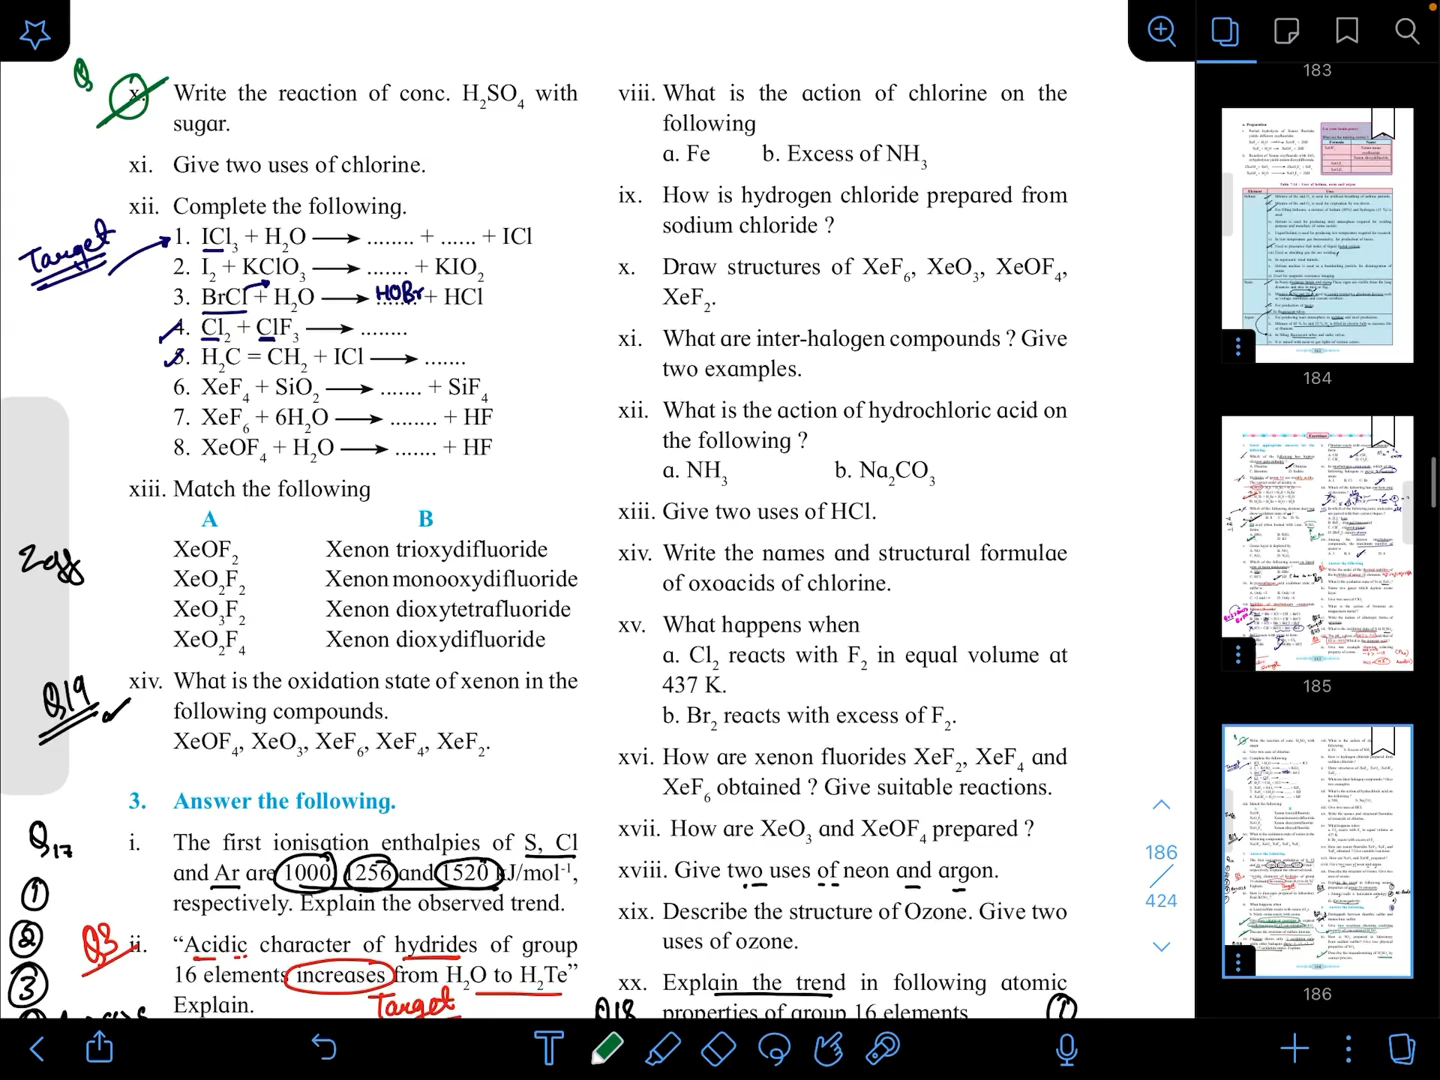 Q
x. Write the reaction of conc. H2SO4 with
sugar.
xi. Give two uses of chlorine.
xii. Complete the following.
Target
1. ICl3 + H2O ⟶ ........ + ...... + ICl
2. I2 + KClO3 ⟶ ....... + KIO2
3. BrCl + H2O ⟶ HOBr + HCl
4. Cl2 + ClF3 ⟶ ........
5. H2C = CH2 + ICl ⟶ .......
6. XeF4 + SiO2 ⟶ ....... + SiF4
7. XeF6 + 6H2O ⟶ ........ + HF
8. XeOF4 + H2O ⟶ ....... + HF
xiii. Match the following
A B
XeOF2 Xenon trioxydifluoride
XeO2F2 Xenon monooxydifluoride
XeO3F2 Xenon dioxytetrafluoride
XeO2F4 Xenon dioxydifluoride
Q19
xiv. What is the oxidation state of xenon in the
following compounds.
XeOF4, XeO3, XeF6, XeF4, XeF2.
3. Answer the following.
Q17
i. The first ionisation enthalpies of S, Cl
and Ar are 1000, 1256 and 1520 kJ/mol-1,
respectively. Explain the observed trend.
1
2
3
Q3
ii. “Acidic character of hydrides of group
16 elements increases from H2O to H2Te”
Explain.
Target
viii. What is the action of chlorine on the
following
a. Fe b. Excess of NH3
ix. How is hydrogen chloride prepared from
sodium chloride ?
x. Draw structures of XeF6, XeO3, XeOF4,
XeF2.
xi. What are inter-halogen compounds ? Give
two examples.
xii. What is the action of hydrochloric acid on
the following ?
a. NH3 b. Na2CO3
xiii. Give two uses of HCl.
xiv. Write the names and structural formulae
of oxoacids of chlorine.
xv. What happens when
a. Cl2 reacts with F2 in equal volume at
437 K.
b. Br2 reacts with excess of F2.
xvi. How are xenon fluorides XeF2, XeF4 and
XeF6 obtained ? Give suitable reactions.
xvii. How are XeO3 and XeOF4 prepared ?
xviii. Give two uses of neon and argon.
xix. Describe the structure of Ozone. Give two
uses of ozone.
xx. Explain the trend in following atomic
properties of group 16 elements
Q18
1
186
424
183
184
185
186
T